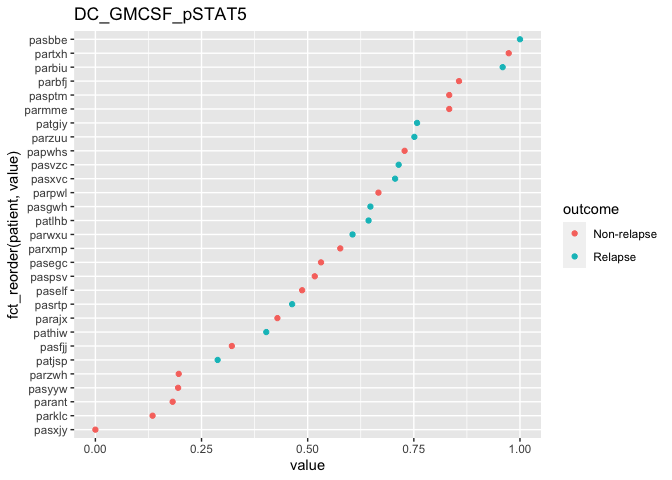 DC_GMCSF_pSTAT5
pasbbe
partxh
parbiu
parbfj
pasptm
parmme
patgiy
parzuu
papwhs
pasvzc
pasxvc
parpwl
pasgwh
patlhb
parwxu
parxmp
pasegc
paspsv
paself
pasrtp
parajx
pathiw
pasfjj
patjsp
parzwh
pasyyw
parant
parklc
pasxjy
fct_reorder(patient, value)
0.00 0.25 0.50 0.75 1.00
value
outcome
Non-relapse
Relapse